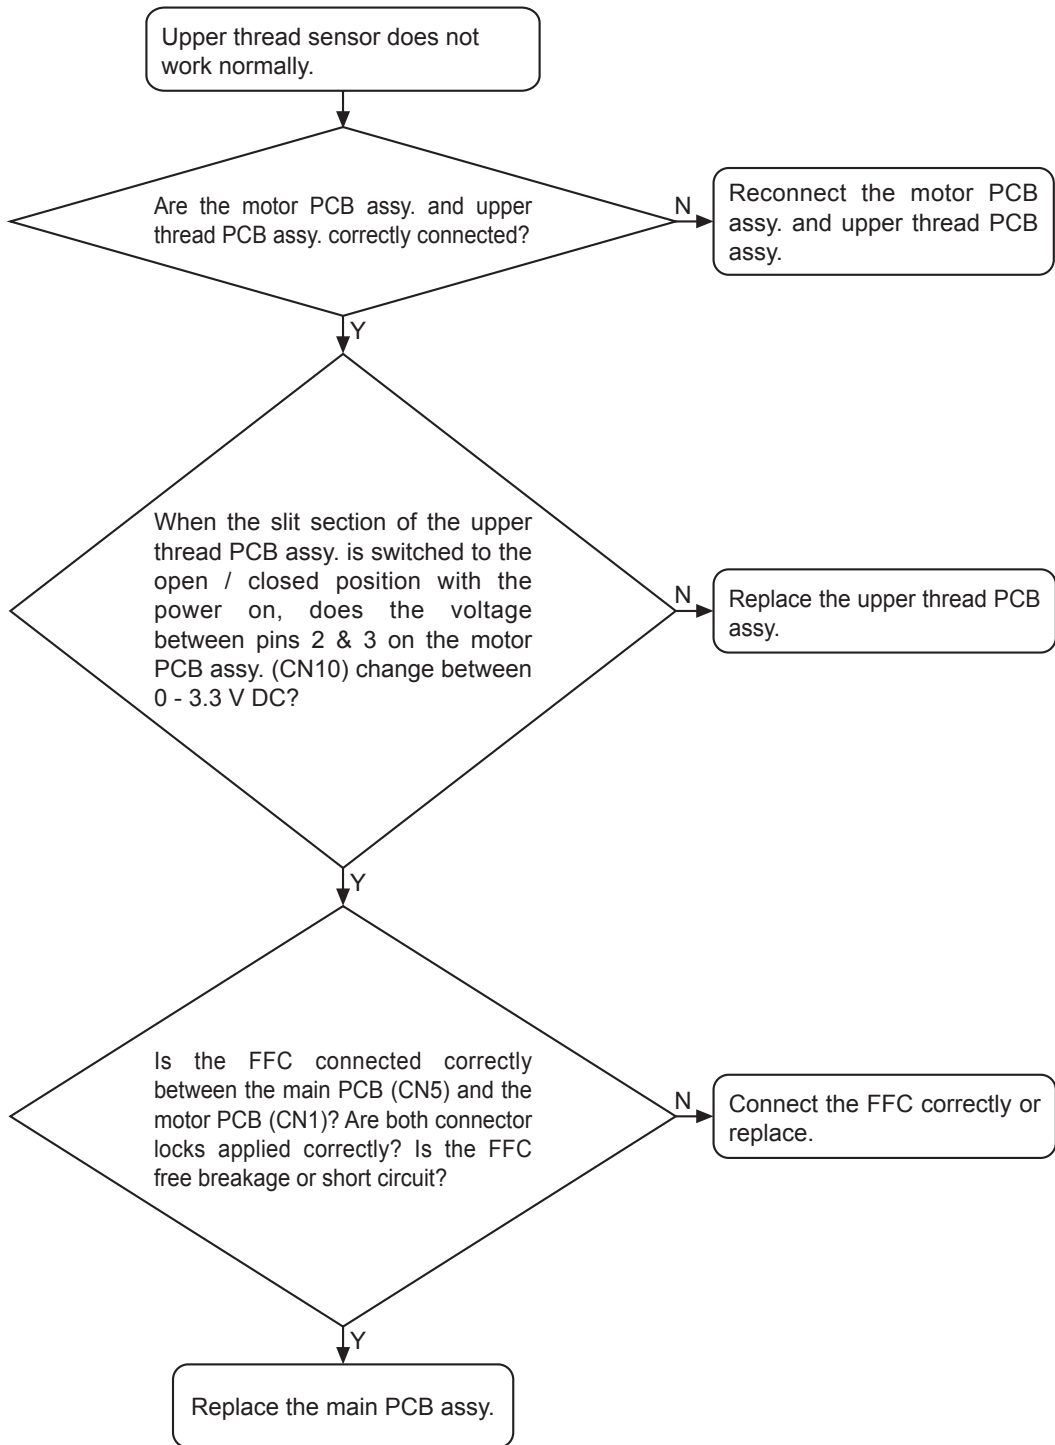 Upper thread sensor does not
work normally.
Are the motor PCB assy. and upper
thread PCB assy. correctly connected?
N
Reconnect the motor PCB
assy. and upper thread PCB
assy.
Y
When the slit section of the upper
thread PCB assy. is switched to the
open / closed position with the
power on, does the voltage
between pins 2 & 3 on the motor
PCB assy. (CN10) change between
0 - 3.3 V DC?
N
Replace the upper thread PCB
assy.
Y
Is the FFC connected correctly
between the main PCB (CN5) and the
motor PCB (CN1)? Are both connector
locks applied correctly? Is the FFC
free breakage or short circuit?
N
Connect the FFC correctly or
replace.
Y
Replace the main PCB assy.